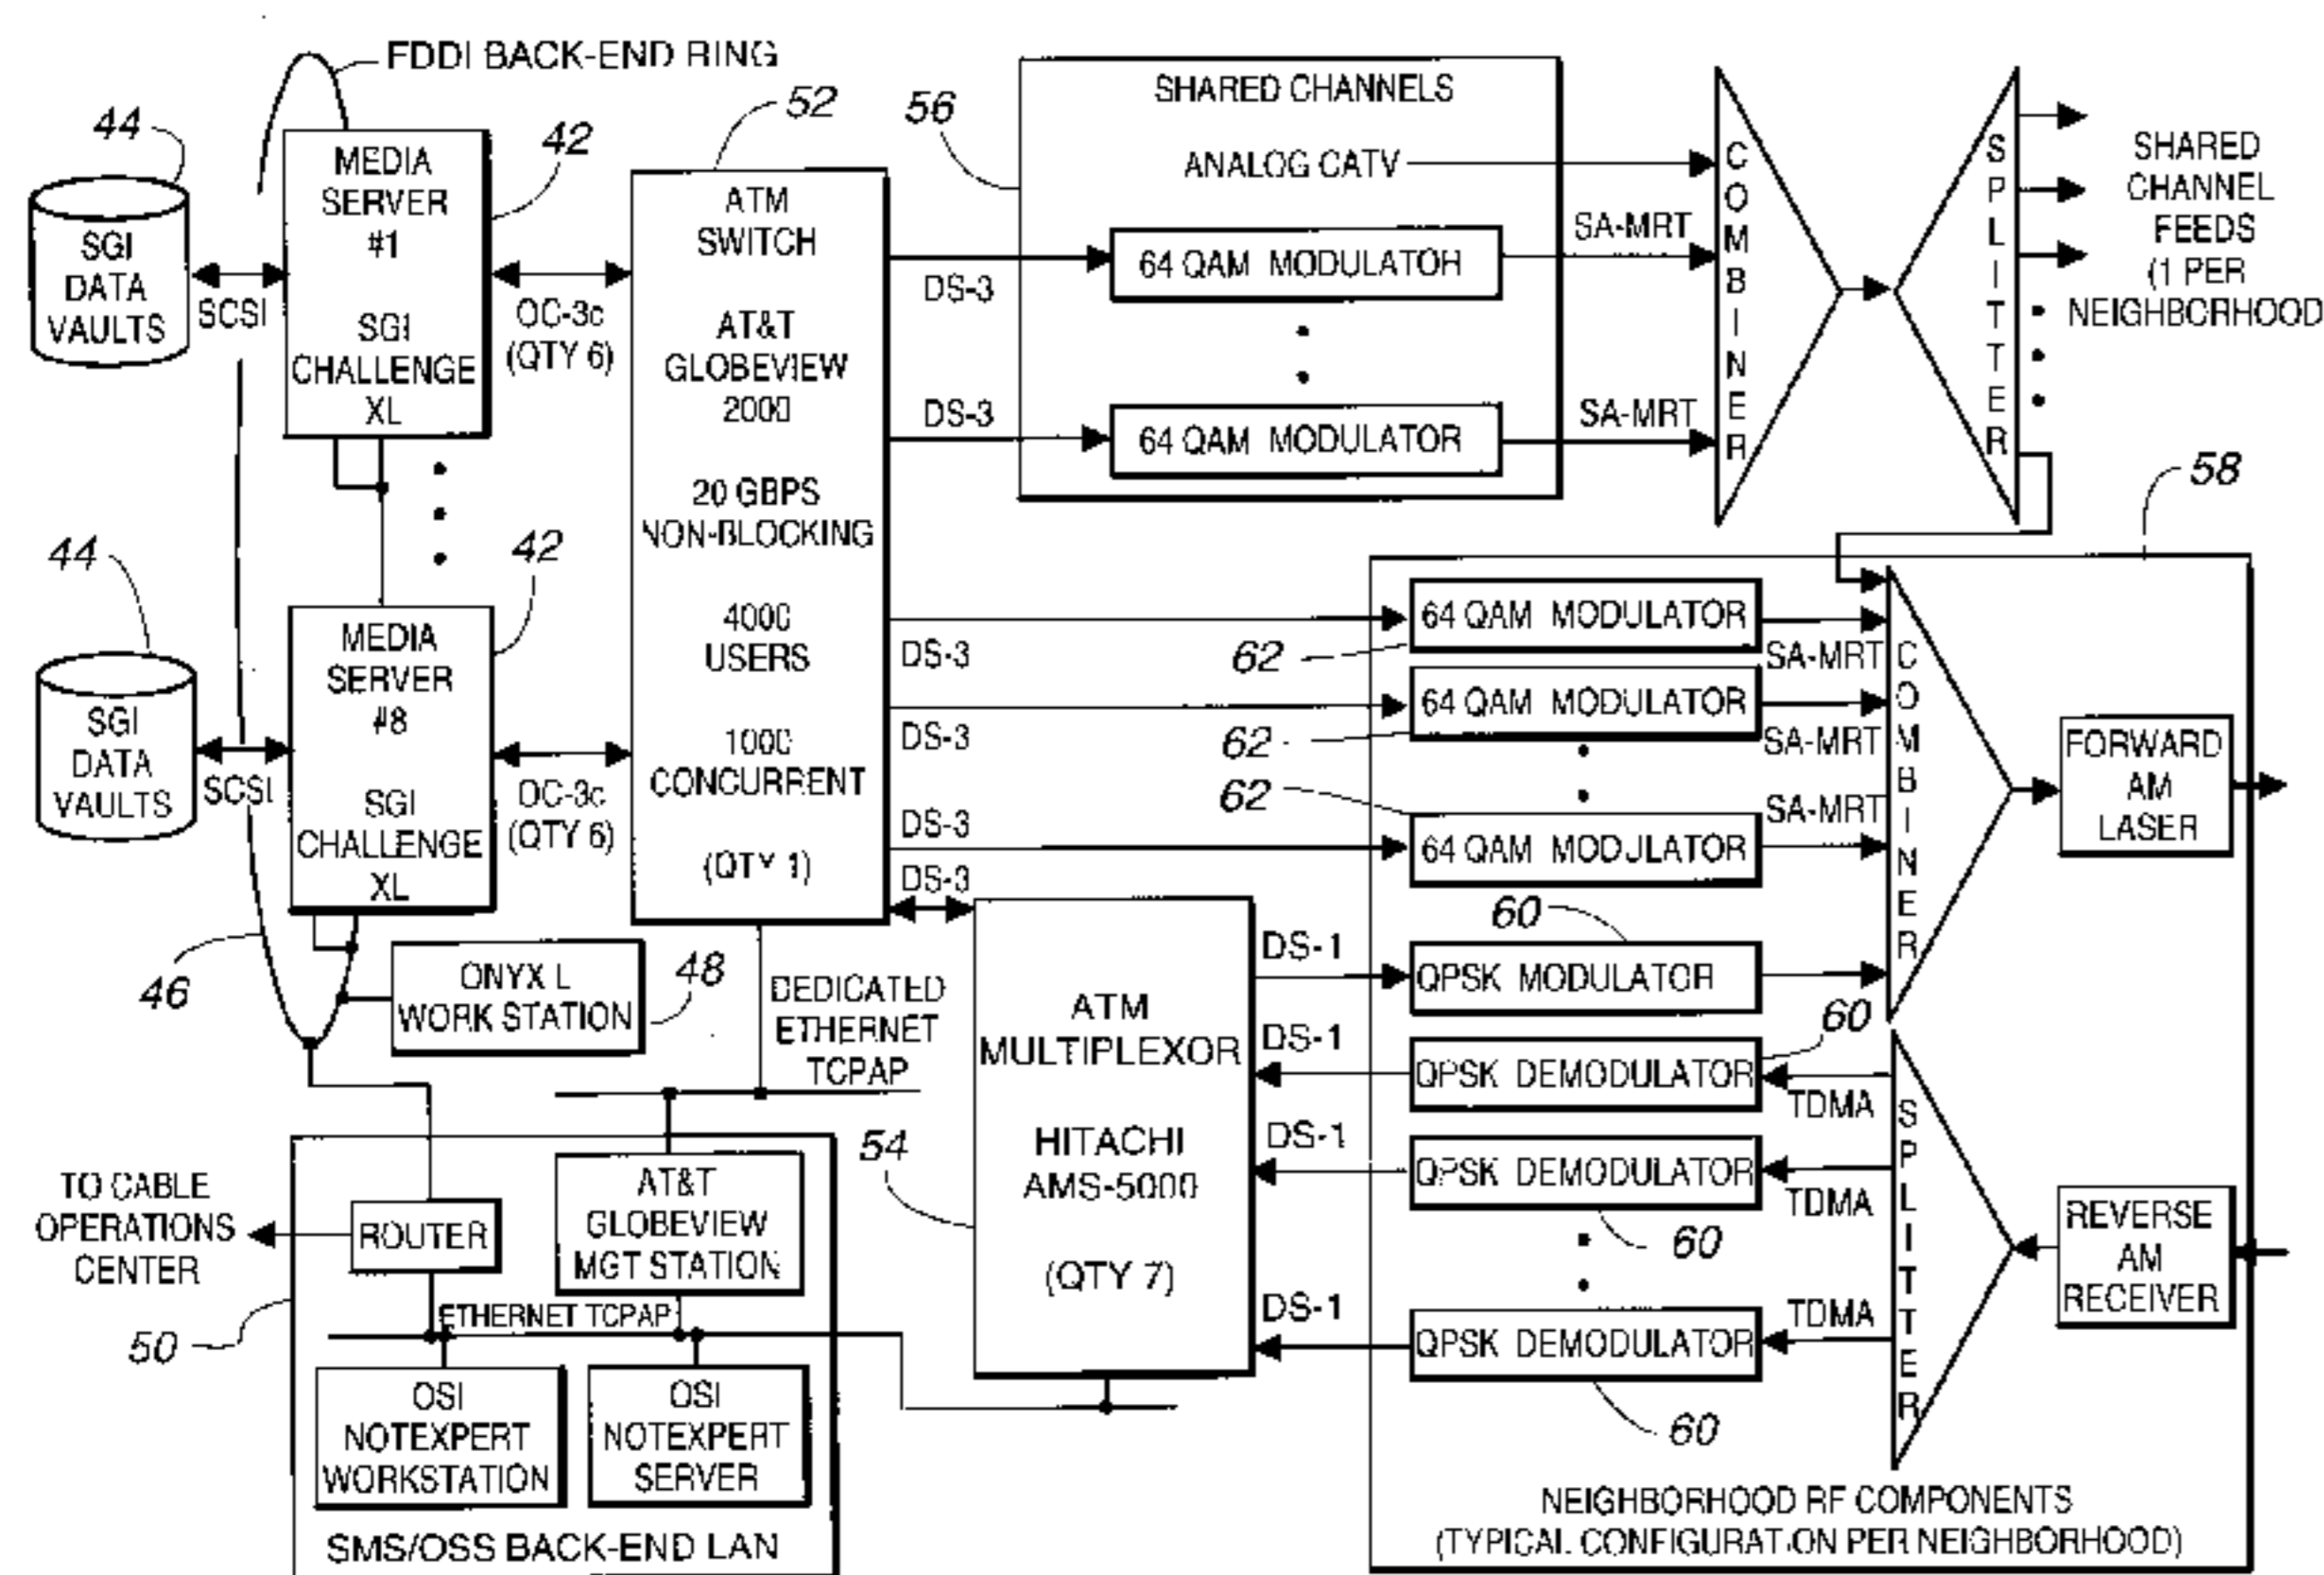 FDDI BACK-END RING
44
SGI
DATA
VAULTS
SCSI
MEDIA
SERVER
#1
SGI
CHALLENGE
XL
42
OC-3c
(QTY 6)
44
SGI
DATA
VAULTS
SCSI
MEDIA
SERVER
#8
SGI
CHALLENGE
XL
42
OC-3c
(QTY 6)
46
ONYX L
WORK STATION
48
52
ATM
SWITCH
AT&T
GLOBEVIEW
2000
20 GBPS
NON-BLOCKING
4000
USERS
1000
CONCURRENT
(QTY 1)
DS-3
DS-3
DS-3
DS-3
DS-3
DS-3
56
SHARED CHANNELS
ANALOG CATV
64 QAM MODULATOR
64 QAM MODULATOR
SA-MRT
SA-MRT
COMBINER
SPLITTER
SHARED
CHANNEL
FEEDS
(1 PER
NEIGHBORHOOD
58
64 QAM MODULATOR
62
64 QAM MODULATOR
62
62
64 QAM MODULATOR
SA-MRT
SA-MRT
SA-MRT
COMBINER
FORWARD
AM
LASER
60
DS-1
QPSK MODULATOR
60
DS-1
QPSK DEMODULATOR
TDMA
DS-1
QPSK DEMODULATOR
TDMA
60
DS-1
QPSK DEMODULATOR
TDMA
60
SPLITTER
REVERSE
AM
RECEIVER
NEIGHBORHOOD RF COMPONENTS
(TYPICAL CONFIGURATION PER NEIGHBORHOOD)
ATM
MULTIPLEXOR
HITACHI
AMS-5000
(QTY 7)
54
DEDICATED
ETHERNET
TCPAP
TO CABLE
OPERATIONS
CENTER
ROUTER
AT&T
GLOBEVIEW
MGT STATION
ETHERNET TCPAP
50
OSI
NOTEXPERT
WORKSTATION
OSI
NOTEXPERT
SERVER
SMS/OSS BACK-END LAN